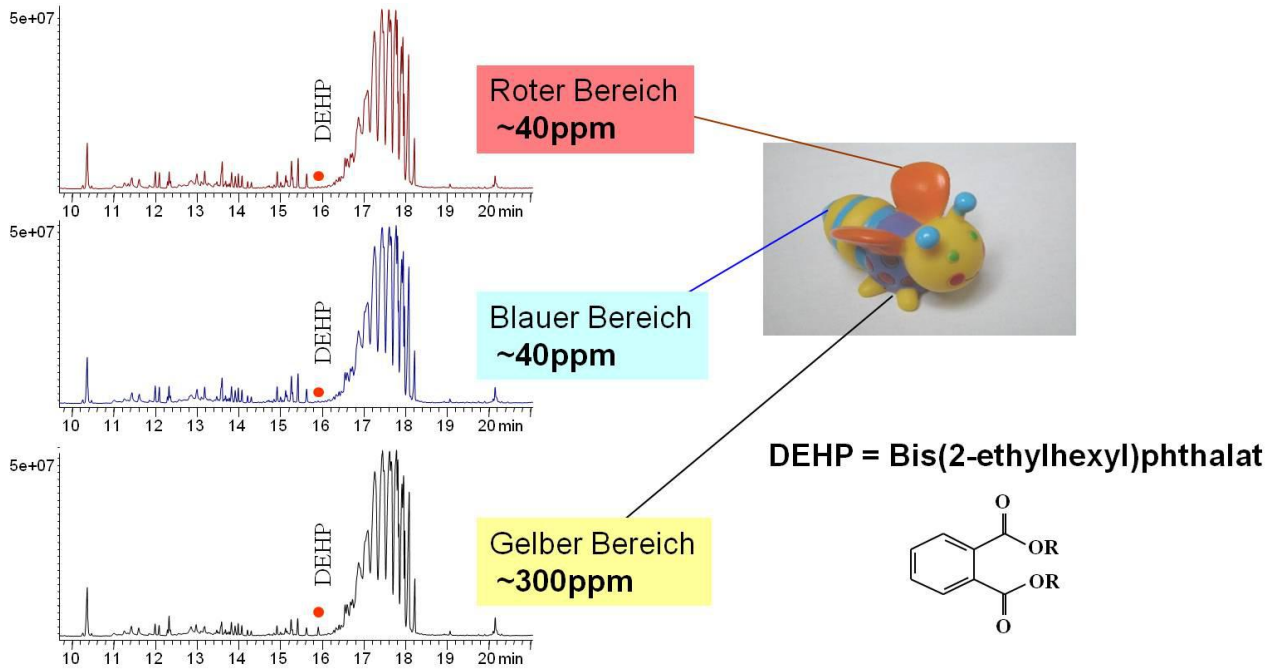 5e+07
DEHP
10 11 12 13 14 15 16 17 18 19 20 min
Roter Bereich
~40ppm
5e+07
DEHP
10 11 12 13 14 15 16 17 18 19 20 min
Blauer Bereich
~40ppm
5e+07
DEHP
10 11 12 13 14 15 16 17 18 19 20 min
Gelber Bereich
~300ppm
DEHP = Bis(2-ethylhexyl)phthalat
O
OR
OR
O